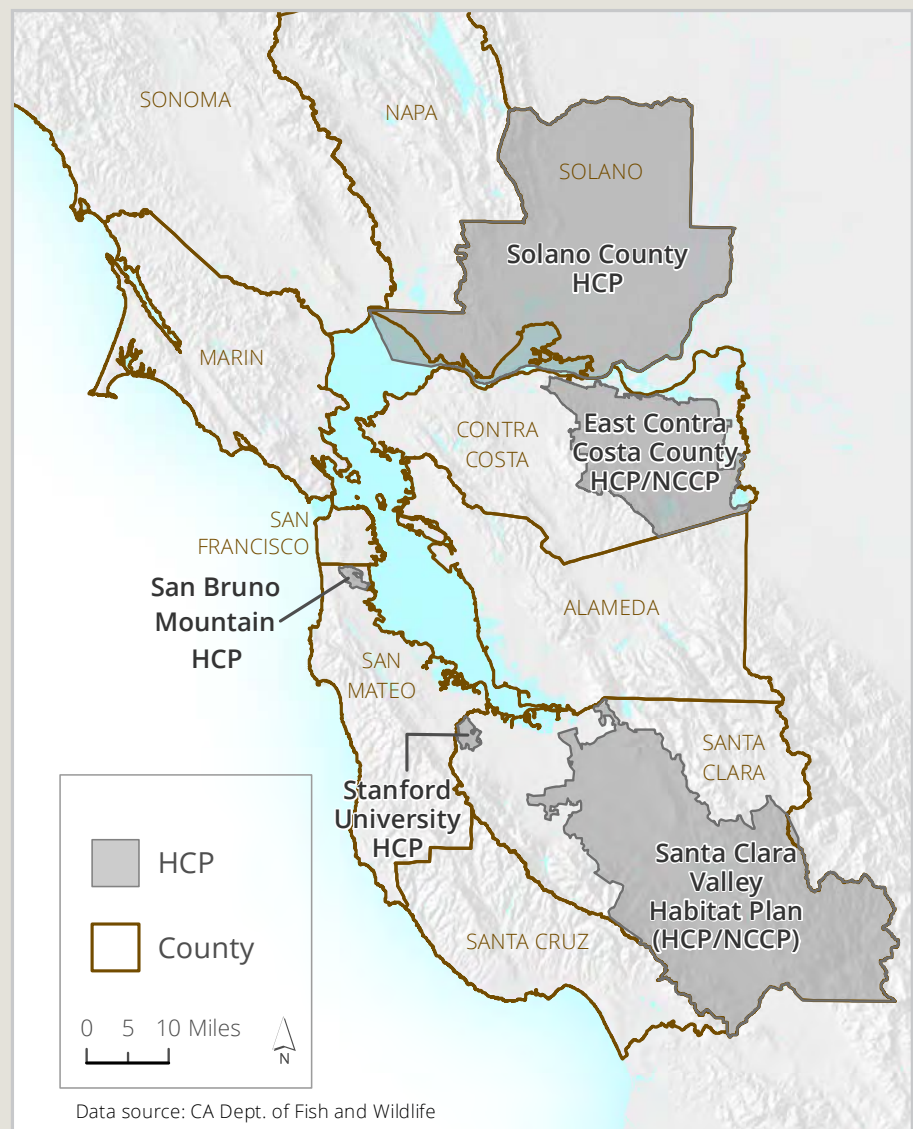 SONOMA
NAPA
SOLANO
Solano County
HCP
MARIN
CONTRA
COSTA
East Contra
Costa County
HCP/NCCP
SAN
FRANCISCO
San Bruno
Mountain
HCP
ALAMEDA
SAN
MATEO
SANTA
CLARA
Stanford
University
HCP
Santa Clara
Valley
Habitat Plan
(HCP/NCCP)
SANTA CRUZ
HCP
County
0 5 10 Miles
N
Data source: CA Dept. of Fish and Wildlife